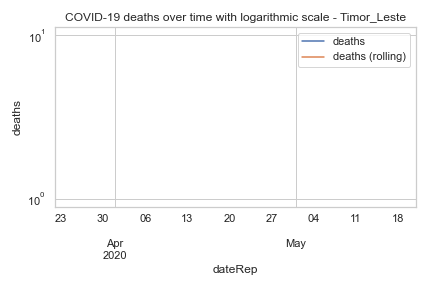 COVID-19 deaths over time with logarithmic scale - Timor_Leste
10¹
deaths
deaths (rolling)
deaths
10⁰
23 30 06 13 20 27 04 11 18
Apr May
2020
dateRep